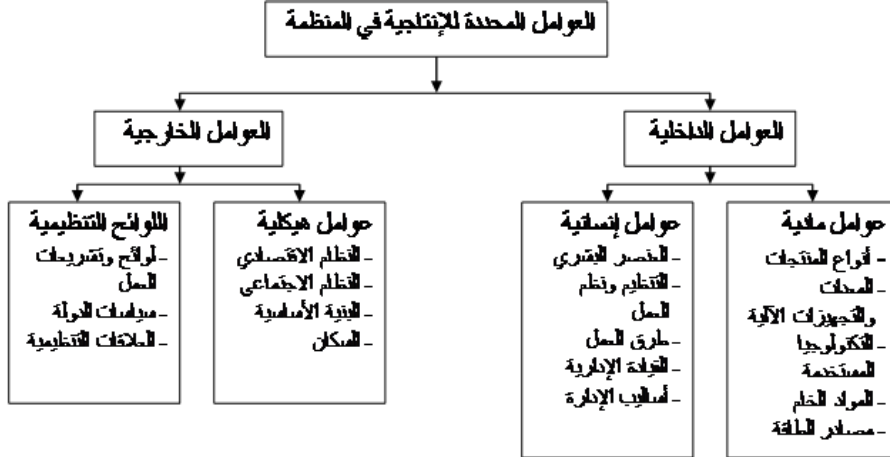 العوامل المحددة للإنتاجية في المنظمة
العوامل الداخلية
العوامل الخارجية
عوامل مادية
- أنواع المنتجات
- المعدات
والتجهيزات الآلية
- التكنولوجيا
المستخدمة
- المواد الخام
- مصادر الطاقة
عوامل إنسانية
- العنصر البشري
- التنظيم ونظم
العمل
- طرق العمل
- القيادة الإدارية
- أساليب الإدارة
عوامل هيكلية
- النظام الاقتصادي
- النظام الاجتماعى
- البنية الأساسية
- السكان
اللوائح التنظيمية
- لوائح وتشريعات
العمل
- سياسات الدولة
- العلاقات التنظيمية